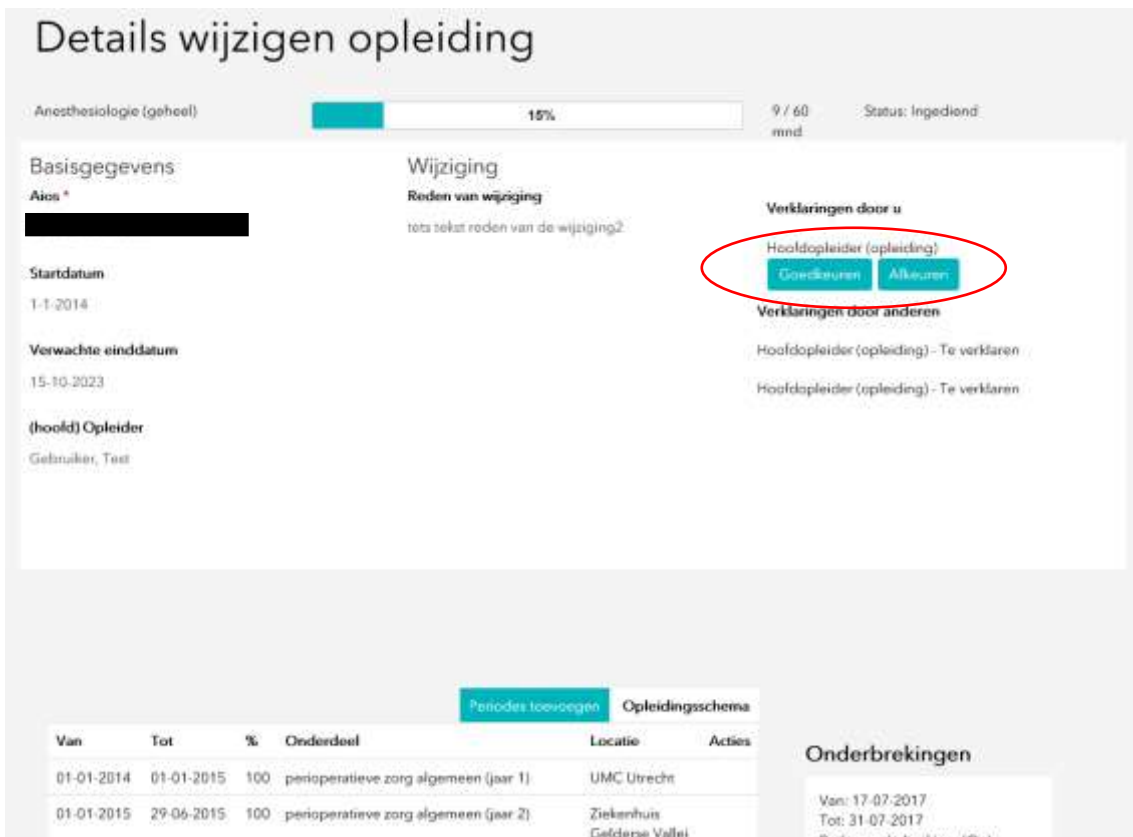 Details wijzigen opleiding
Anesthesiologie (geheel)
15%
9 / 60
mnd
Status: Ingediend
Basisgegevens
Aios *
Startdatum
1-1-2014
Verwachte einddatum
15-10-2023
(hoofd) Opleider
Gebruiker, Test
Wijziging
Reden van wijziging
tets tekst reden van de wijziging2
Verklaringen door u
Hoofdopleider (opleiding)
Goedkeuren Afkeuren
Verklaringen door anderen
Hoofdopleider (opleiding) - Te verklaren
Hoofdopleider (opleiding) - Te verklaren
Periodes toevoegen Opleidingsschema
Van Tot % Onderdeel Locatie Acties
01-01-2014 01-01-2015 100 perioperatieve zorg algemeen (jaar 1) UMC Utrecht
01-01-2015 29-06-2015 100 perioperatieve zorg algemeen (jaar 2) Ziekenhuis
Gelderse Vallei
Onderbrekingen
Van: 17-07-2017
Tot: 31-07-2017